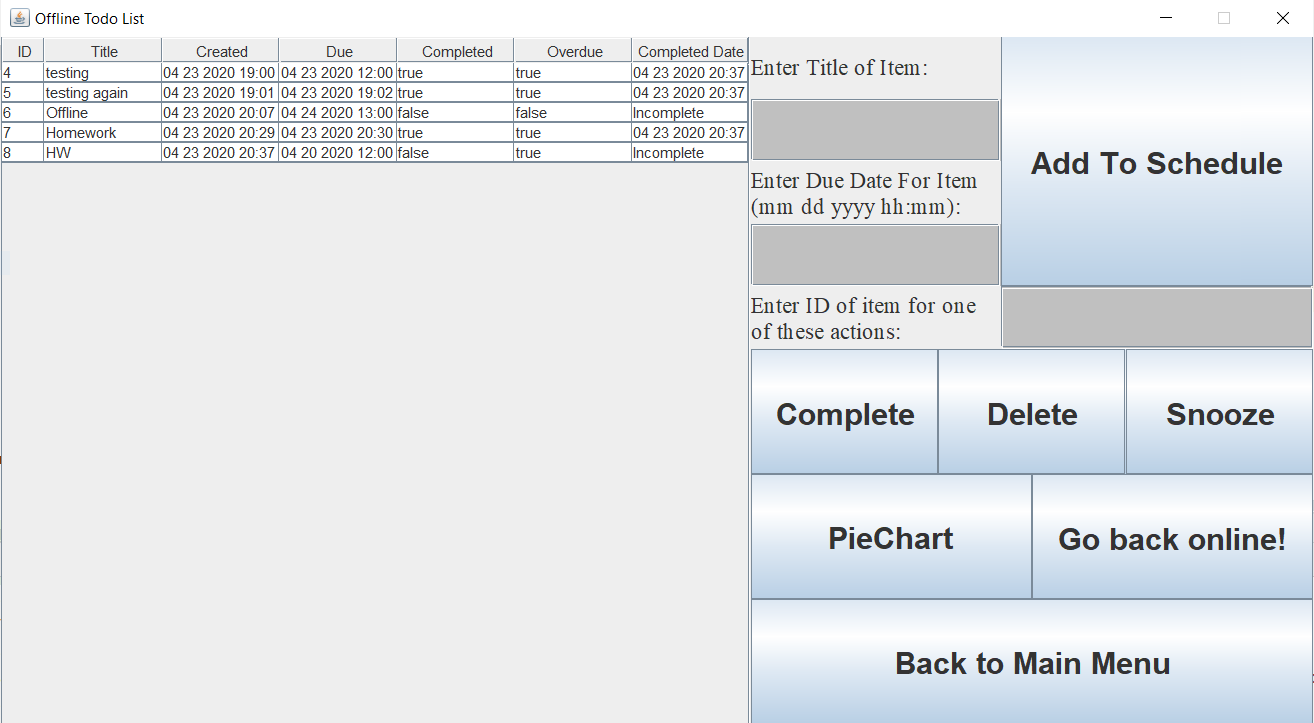 Offline Todo List
ID Title Created Due Completed Overdue Completed Date
4 testing 04 23 2020 19:00 04 23 2020 12:00 true true 04 23 2020 20:37
5 testing again 04 23 2020 19:01 04 23 2020 19:02 true true 04 23 2020 20:37
6 Offline 04 23 2020 20:07 04 24 2020 13:00 false false Incomplete
7 Homework 04 23 2020 20:29 04 23 2020 20:30 true true 04 23 2020 20:37
8 HW 04 23 2020 20:37 04 20 2020 12:00 false true Incomplete
Enter Title of Item:
Add To Schedule
Enter Due Date For Item
(mm dd yyyy hh:mm):
Enter ID of item for one
of these actions:
Complete Delete Snooze
PieChart Go back online!
Back to Main Menu